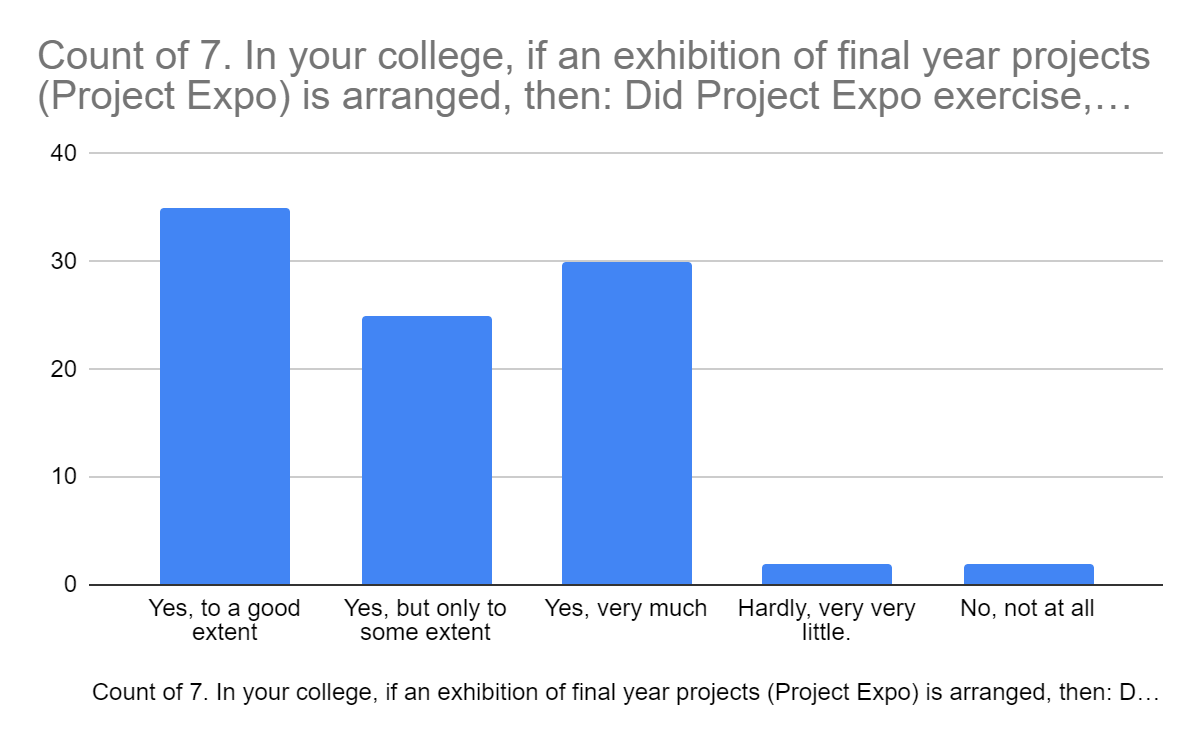 Count of 7. In your college, if an exhibition of final year projects
(Project Expo) is arranged, then: Did Project Expo exercise,…
40
30
20
10
0
Yes, to a good
extent
Yes, but only to
some extent
Yes, very much
Hardly, very very
little.
No, not at all
Count of 7. In your college, if an exhibition of final year projects (Project Expo) is arranged, then: D…